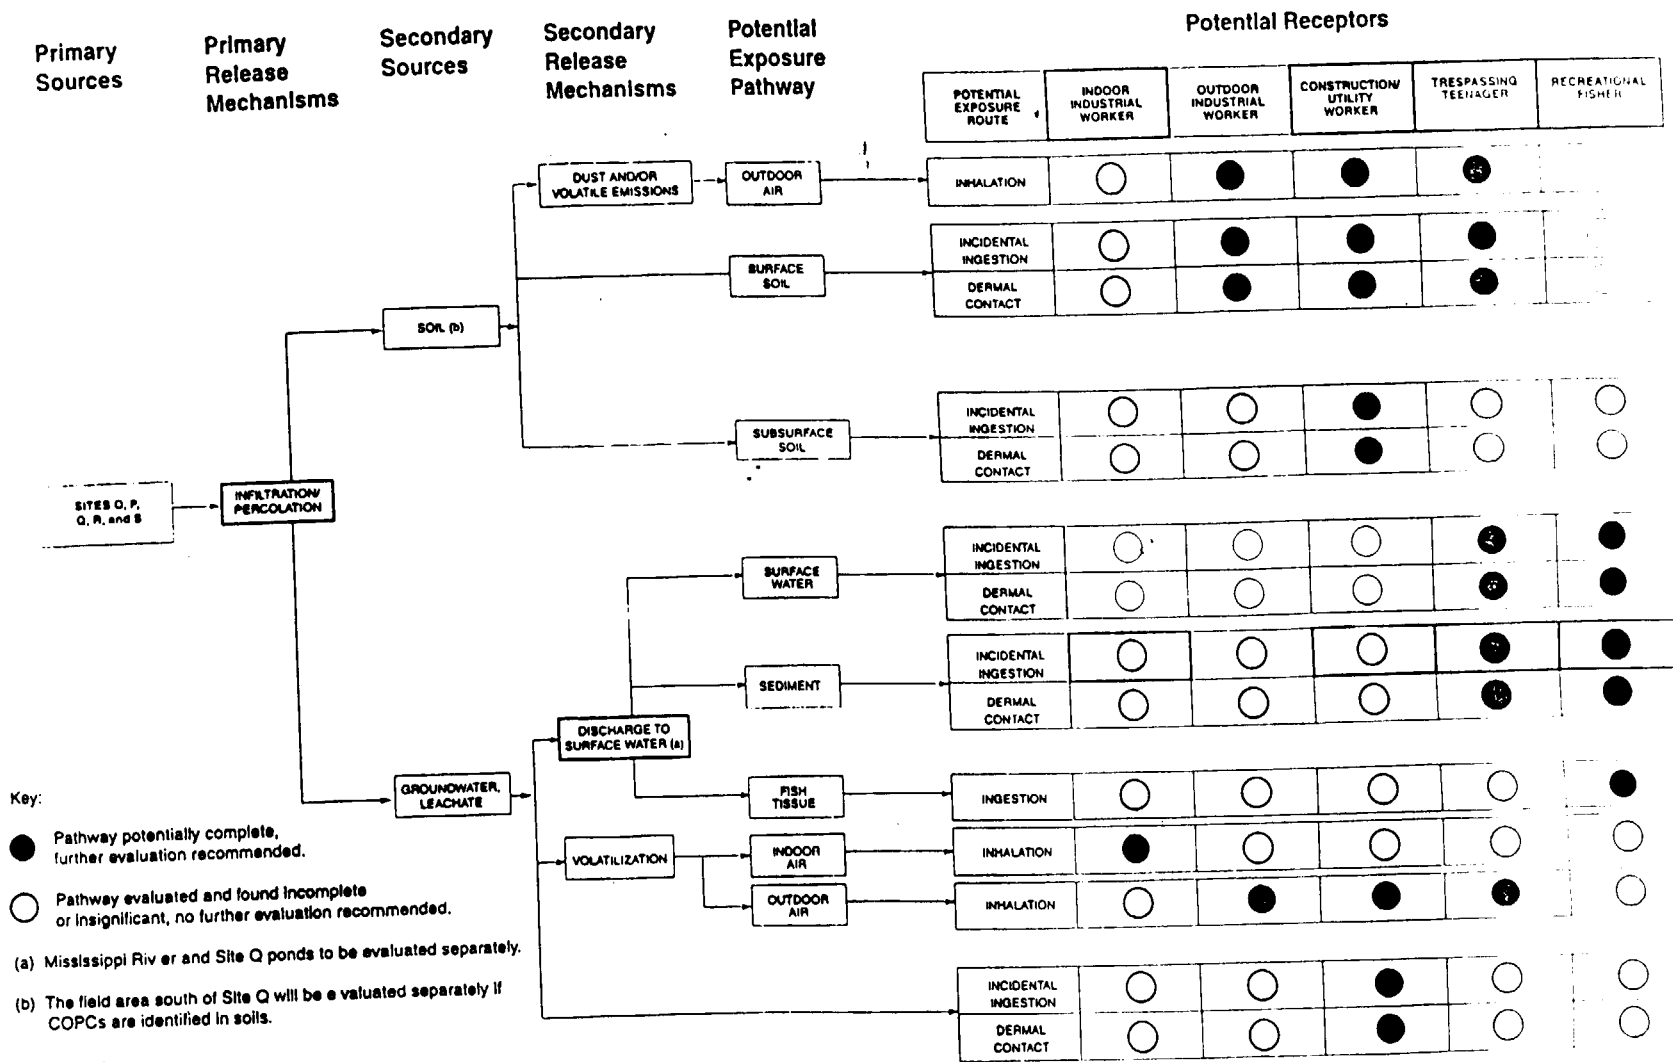 Primary
Sources
Primary
Release
Mechanisms
Secondary
Sources
Secondary
Release
Mechanisms
Potential
Exposure
Pathway
Potential Receptors
POTENTIAL
EXPOSURE
ROUTE
INDOOR
INDUSTRIAL
WORKER
OUTDOOR
INDUSTRIAL
WORKER
CONSTRUCTION/
UTILITY
WORKER
TRESPASSING
TEENAGER
RECREATIONAL
FISHER
DUST AND/OR
VOLATILE EMISSIONS
OUTDOOR
AIR
INHALATION
SURFACE
SOIL
INCIDENTAL
INGESTION
DERMAL
CONTACT
SOIL (b)
SUBSURFACE
SOIL
INCIDENTAL
INGESTION
DERMAL
CONTACT
SITES O, P,
Q, R, and S
INFILTRATION/
PERCOLATION
SURFACE
WATER
INCIDENTAL
INGESTION
DERMAL
CONTACT
SEDIMENT
INCIDENTAL
INGESTION
DERMAL
CONTACT
DISCHARGE TO
SURFACE WATER (a)
GROUNDWATER,
LEACHATE
FISH
TISSUE
INGESTION
VOLATILIZATION
INDOOR
AIR
INHALATION
OUTDOOR
AIR
INHALATION
INCIDENTAL
INGESTION
DERMAL
CONTACT
Key:
Pathway potentially complete,
further evaluation recommended.
Pathway evaluated and found incomplete
or insignificant, no further evaluation recommended.
(a) Mississippi Riv er and Site Q ponds to be evaluated separately.
(b) The field area south of Site Q will be e valuated separately if
COPCs are identified in soils.